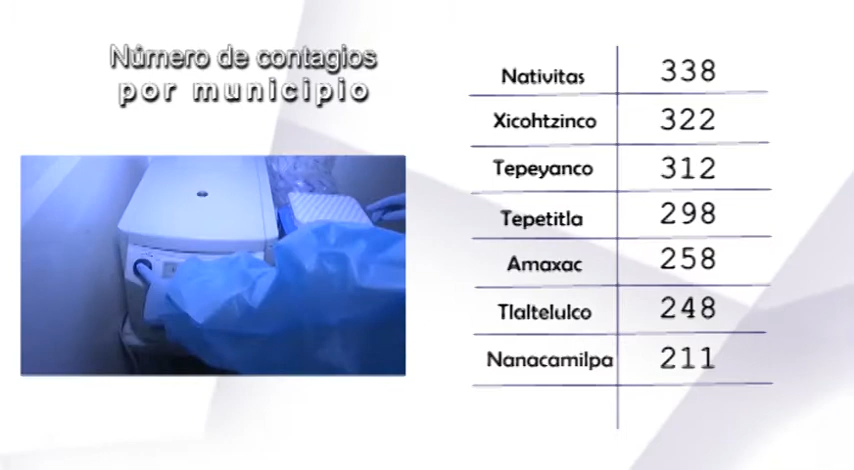 Número de contagios
por municipio
Nativitas 338
Xicohtzinco 322
Tepeyanco 312
Tepetitla 298
Amaxac 258
Tlaltelulco 248
Nanacamilpa 211